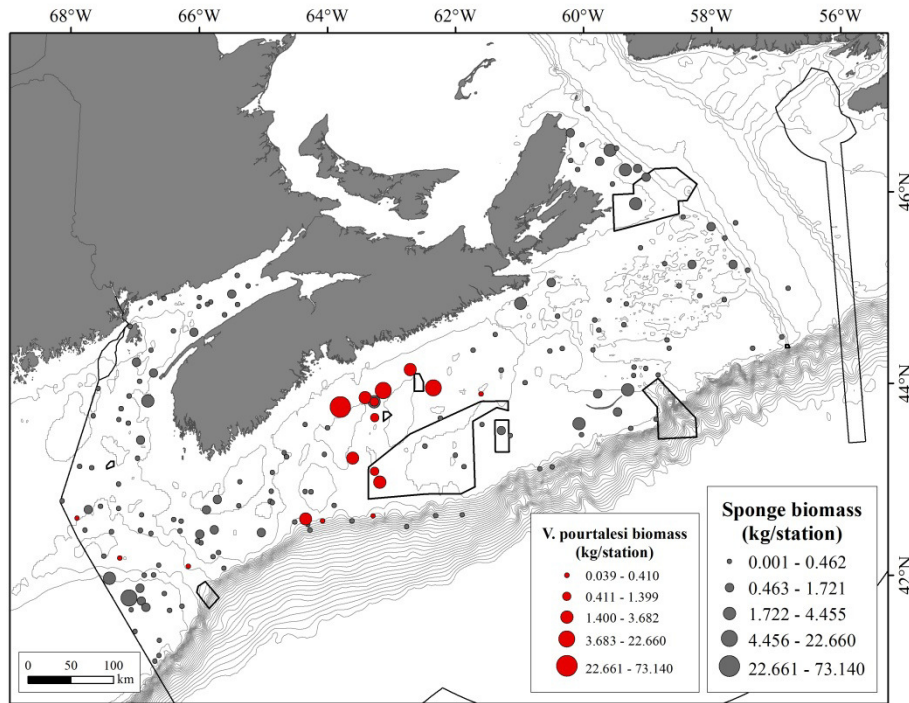 68°W 66°W 64°W 62°W 60°W 58°W 56°W
46°N
44°N
42°N
V. pourtalesi biomass
(kg/station)
0.039 - 0.410
0.411 - 1.399
1.400 - 3.682
3.683 - 22.660
22.661 - 73.140
Sponge biomass
(kg/station)
0.001 - 0.462
0.463 - 1.721
1.722 - 4.455
4.456 - 22.660
22.661 - 73.140
0 50 100
km